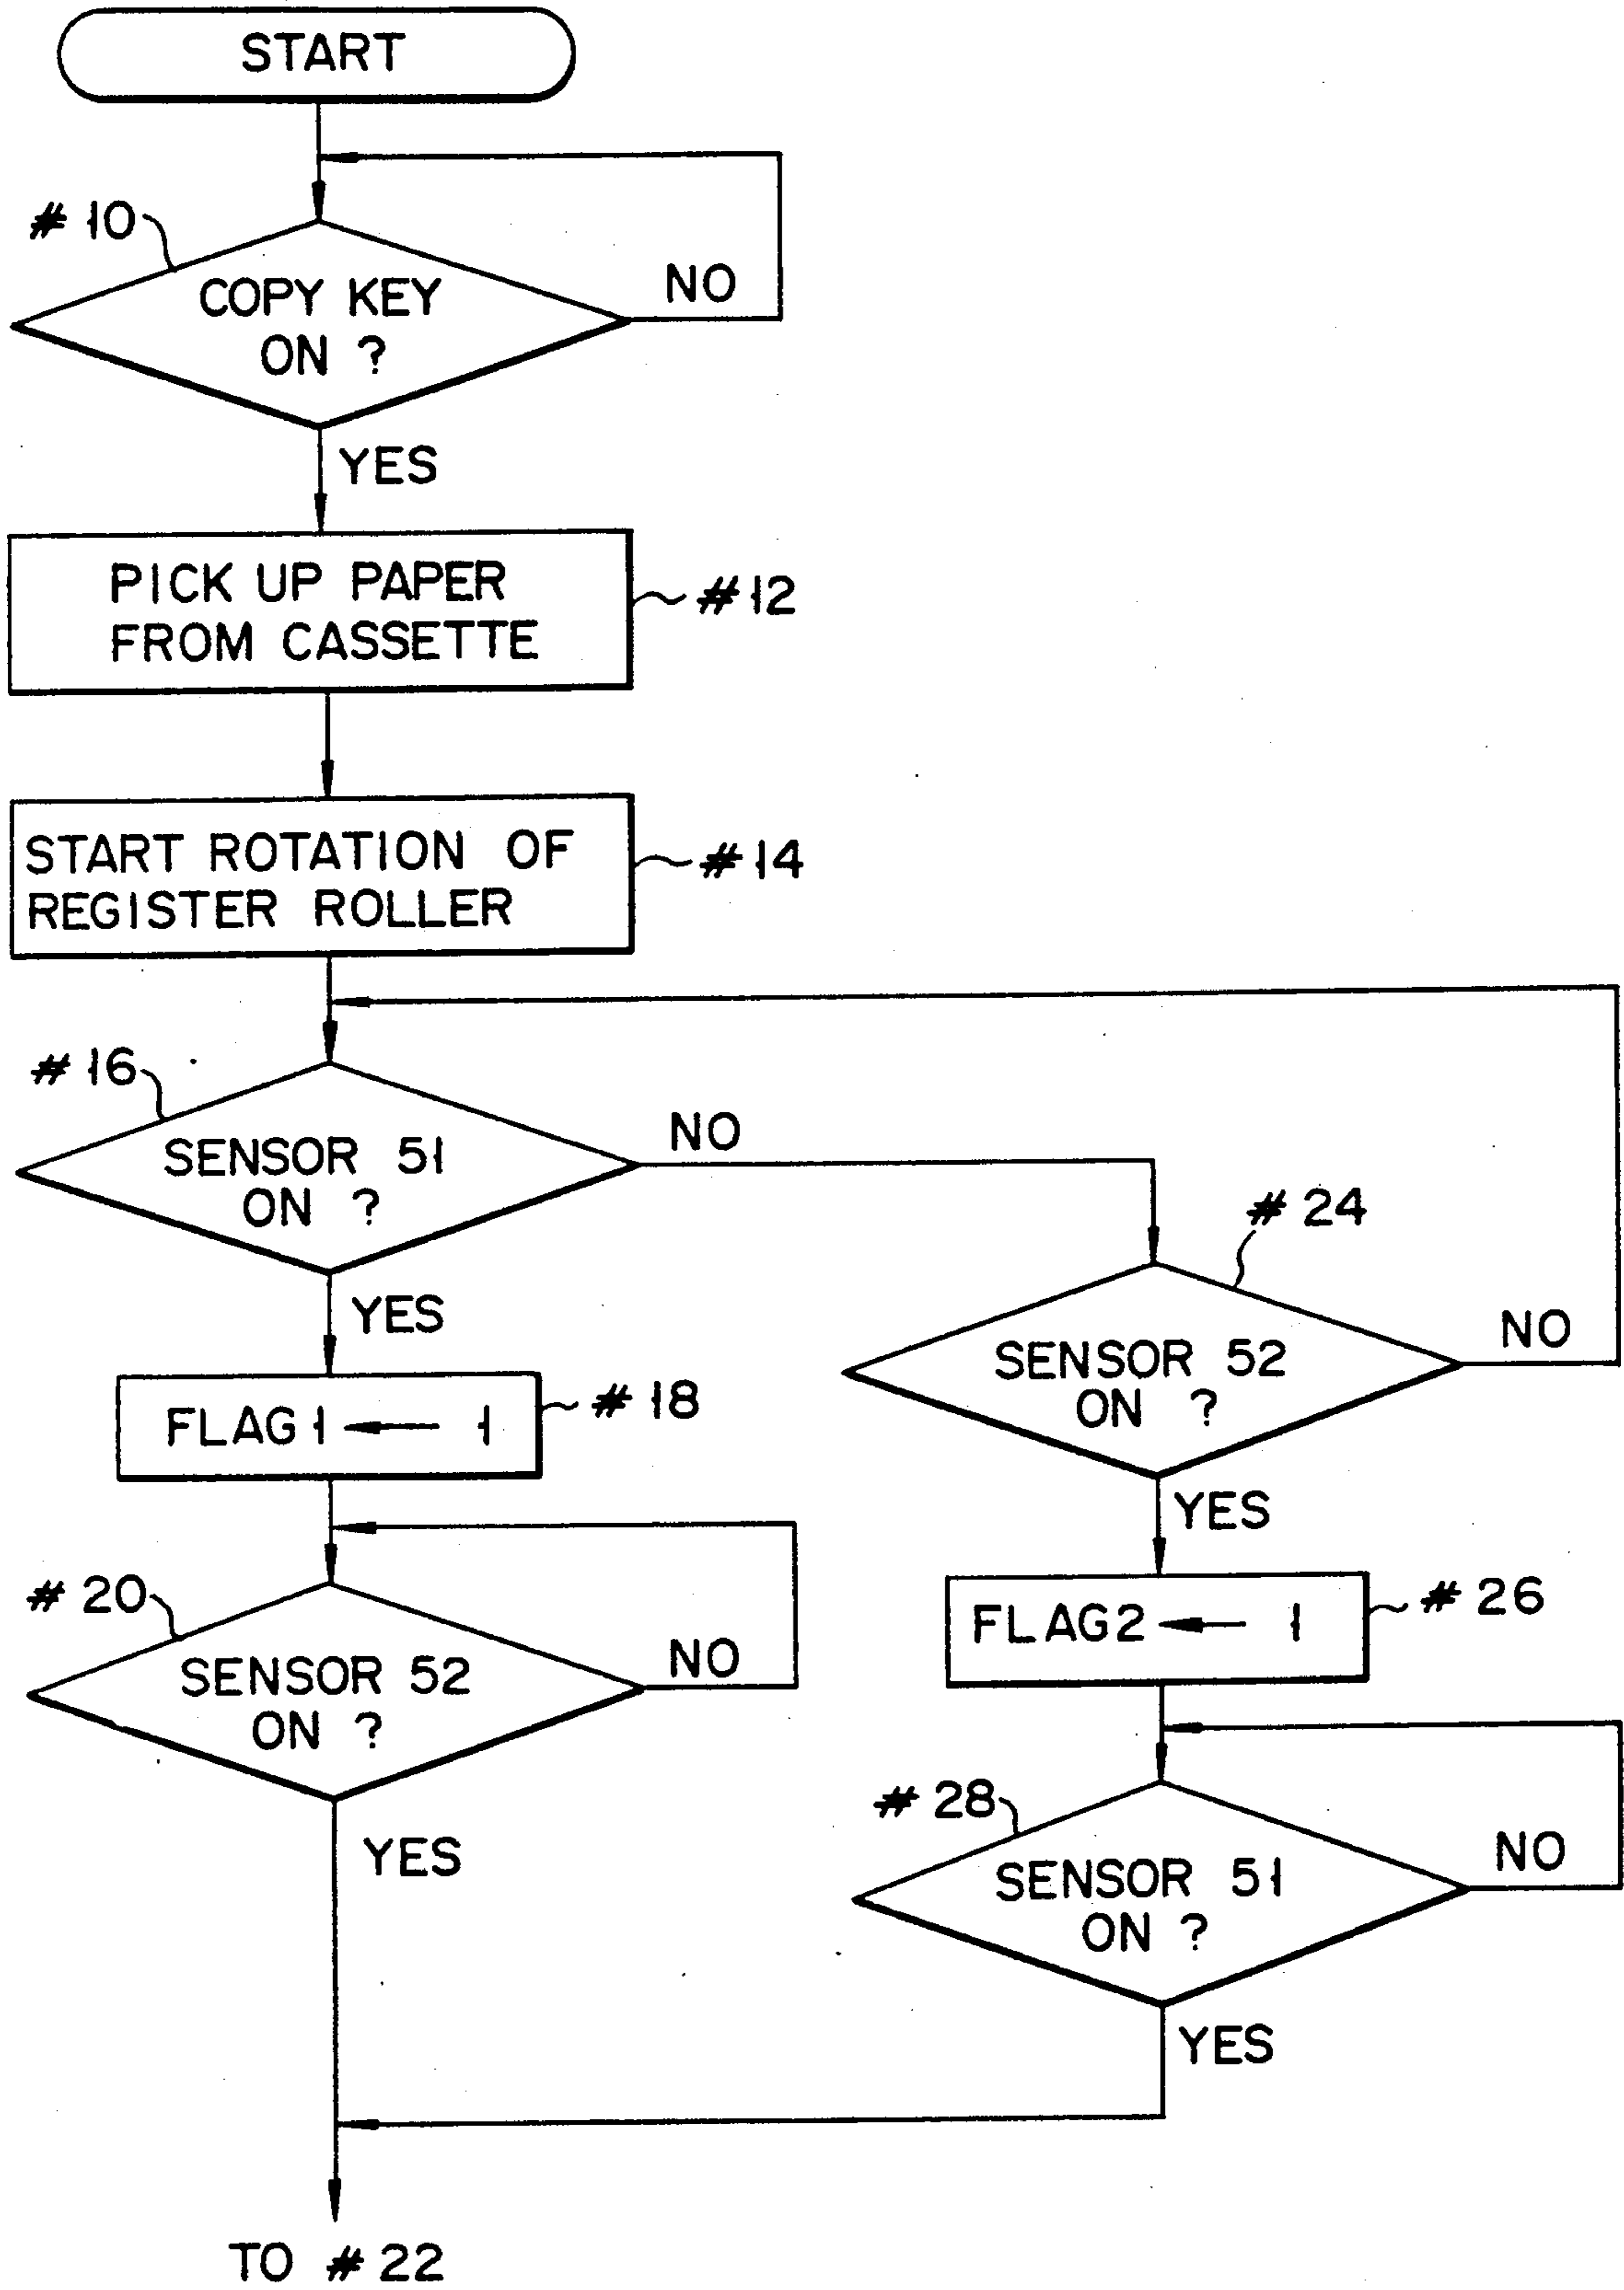 START
# 10
COPY KEY
ON ?
NO
YES
PICK UP PAPER
FROM CASSETTE
#12
START ROTATION OF
REGISTER ROLLER
#14
# 16
SENSOR 51
ON ?
NO
YES
# 24
SENSOR 52
ON ?
NO
YES
FLAG1 ← 1
# 18
# 20
SENSOR 52
ON ?
NO
YES
FLAG2 ← 1
# 26
# 28
SENSOR 51
ON ?
NO
YES
TO # 22